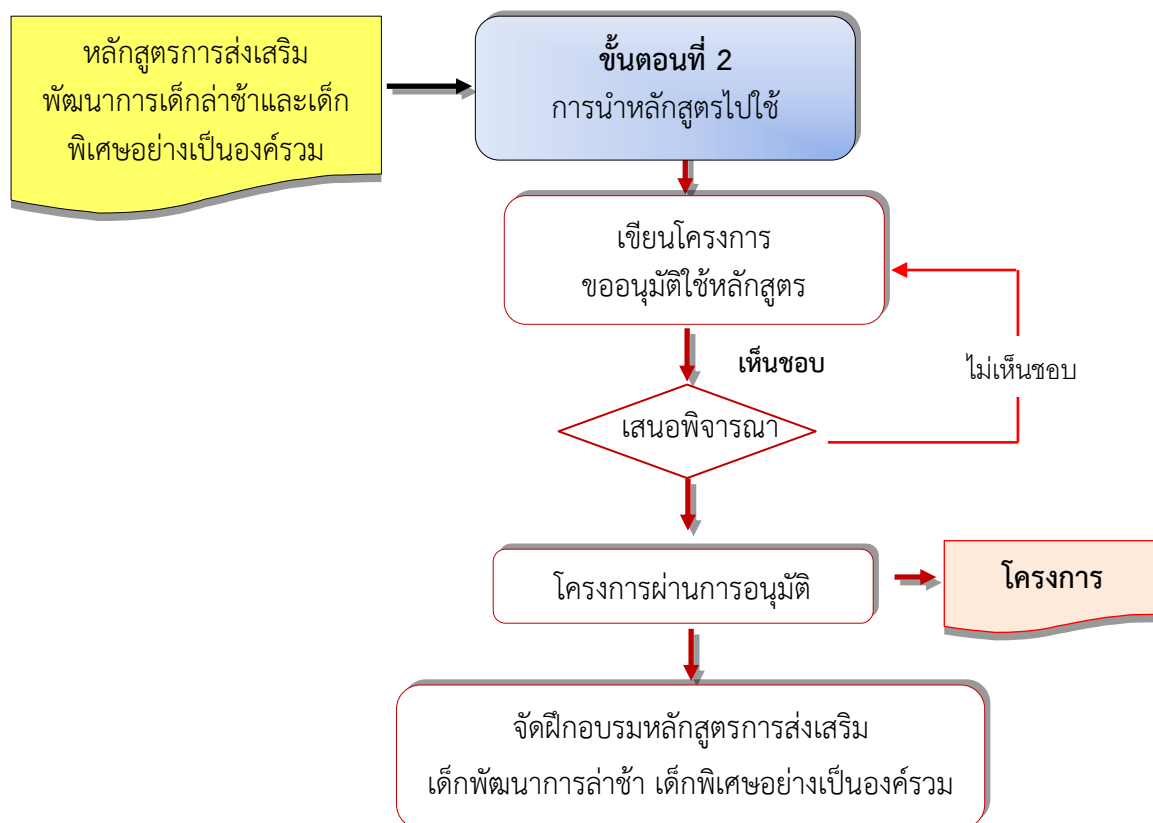 หลักสูตรการส่งเสริม
พัฒนาการเด็กล่าช้าและเด็ก
พิเศษอย่างเป็นองค์รวม
ขั้นตอนที่ 2
การนำหลักสูตรไปใช้
เขียนโครงการ
ขออนุมัติใช้หลักสูตร
เห็นชอบ
ไม่เห็นชอบ
เสนอพิจารณา
โครงการผ่านการอนุมัติ
โครงการ
จัดฝึกอบรมหลักสูตรการส่งเสริม
เด็กพัฒนาการล่าช้า เด็กพิเศษอย่างเป็นองค์รวม